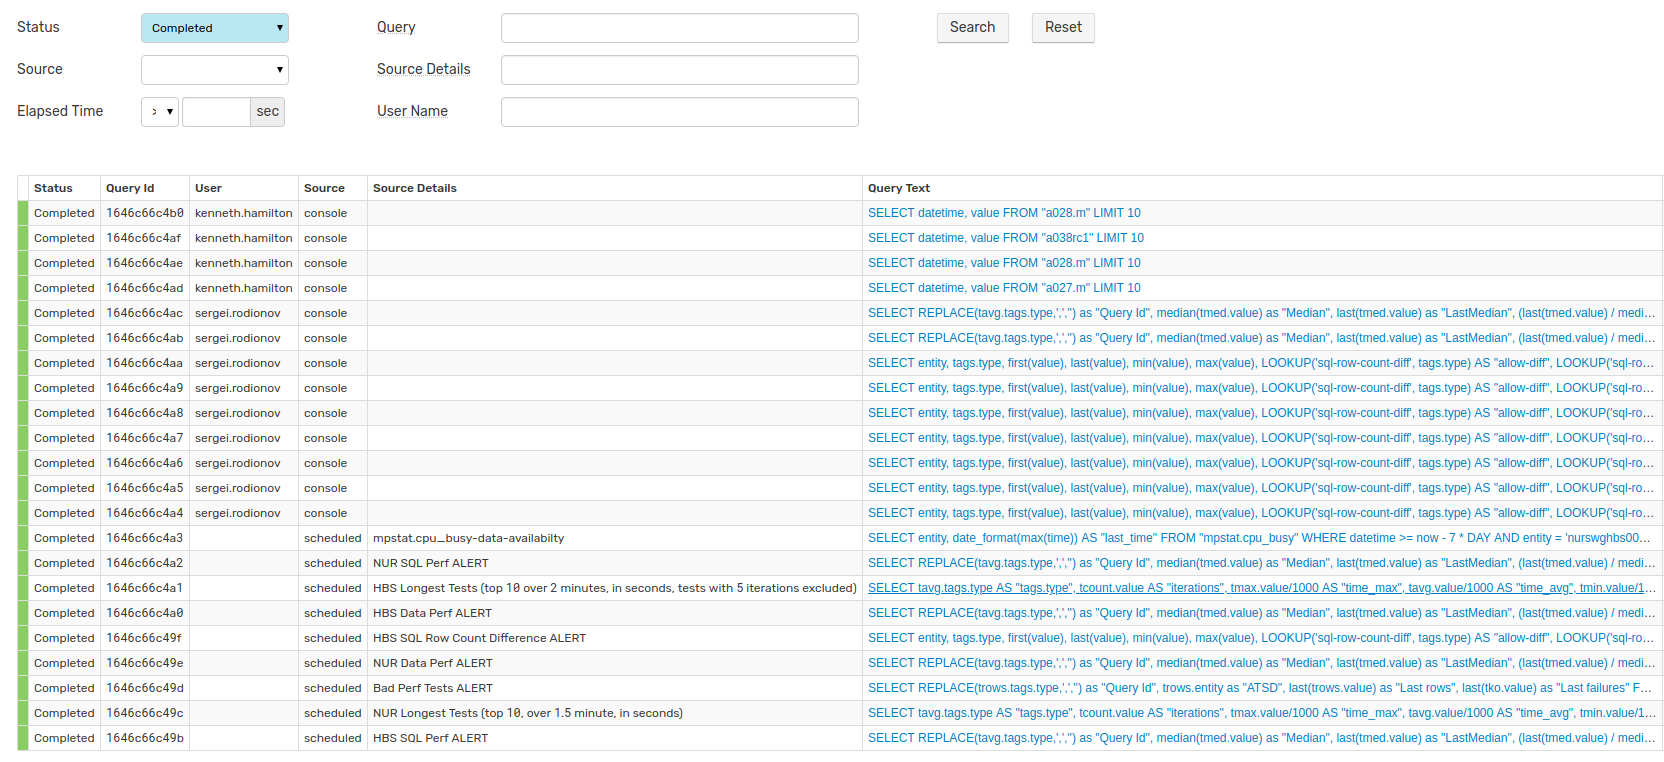 Status Completed Query Search Reset
Source Source Details
Elapsed Time > sec User Name
Status Query Id User Source Source Details Query Text
Completed 1646c66c4b0 kenneth.hamilton console SELECT datetime, value FROM "a028.m" LIMIT 10
Completed 1646c66c4af kenneth.hamilton console SELECT datetime, value FROM "a038rc1" LIMIT 10
Completed 1646c66c4ae kenneth.hamilton console SELECT datetime, value FROM "a028.m" LIMIT 10
Completed 1646c66c4ad kenneth.hamilton console SELECT datetime, value FROM "a027.m" LIMIT 10
Completed 1646c66c4ac sergei.rodionov console SELECT REPLACE(tavg.tags.type,',','') as "Query Id", median(tmed.value) as "Median", last(tmed.value) as "LastMedian", (last(tmed.value) / medi...
Completed 1646c66c4ab sergei.rodionov console SELECT REPLACE(tavg.tags.type,',','') as "Query Id", median(tmed.value) as "Median", last(tmed.value) as "LastMedian", (last(tmed.value) / medi...
Completed 1646c66c4aa sergei.rodionov console SELECT entity, tags.type, first(value), last(value), min(value), max(value), LOOKUP('sql-row-count-diff', tags.type) AS "allow-diff", LOOKUP('sql-ro...
Completed 1646c66c4a9 sergei.rodionov console SELECT entity, tags.type, first(value), last(value), min(value), max(value), LOOKUP('sql-row-count-diff', tags.type) AS "allow-diff", LOOKUP('sql-ro...
Completed 1646c66c4a8 sergei.rodionov console SELECT entity, tags.type, first(value), last(value), min(value), max(value), LOOKUP('sql-row-count-diff', tags.type) AS "allow-diff", LOOKUP('sql-ro...
Completed 1646c66c4a7 sergei.rodionov console SELECT entity, tags.type, first(value), last(value), min(value), max(value), LOOKUP('sql-row-count-diff', tags.type) AS "allow-diff", LOOKUP('sql-ro...
Completed 1646c66c4a6 sergei.rodionov console SELECT entity, tags.type, first(value), last(value), min(value), max(value), LOOKUP('sql-row-count-diff', tags.type) AS "allow-diff", LOOKUP('sql-ro...
Completed 1646c66c4a5 sergei.rodionov console SELECT entity, tags.type, first(value), last(value), min(value), max(value), LOOKUP('sql-row-count-diff', tags.type) AS "allow-diff", LOOKUP('sql-ro...
Completed 1646c66c4a4 sergei.rodionov console SELECT entity, tags.type, first(value), last(value), min(value), max(value), LOOKUP('sql-row-count-diff', tags.type) AS "allow-diff", LOOKUP('sql-ro...
Completed 1646c66c4a3 scheduled mpstat.cpu_busy-data-availabilty SELECT entity, date_format(max(time)) AS "last_time" FROM "mpstat.cpu_busy" WHERE datetime >= now - 7 * DAY AND entity = 'nurswghbs00...
Completed 1646c66c4a2 scheduled NUR SQL Perf ALERT SELECT REPLACE(tavg.tags.type,',','') as "Query Id", median(tmed.value) as "Median", last(tmed.value) as "LastMedian", (last(tmed.value) / medi...
Completed 1646c66c4a1 scheduled HBS Longest Tests (top 10 over 2 minutes, in seconds, tests with 5 iterations excluded) SELECT tavg.tags.type AS "tags.type", tcount.value AS "iterations", tmax.value/1000 AS "time_max", tavg.value/1000 AS "time_avg", tmin.value/1...
Completed 1646c66c4a0 scheduled HBS Data Perf ALERT SELECT REPLACE(tavg.tags.type,',','') as "Query Id", median(tmed.value) as "Median", last(tmed.value) as "LastMedian", (last(tmed.value) / medi...
Completed 1646c66c49f scheduled HBS SQL Row Count Difference ALERT SELECT entity, tags.type, first(value), last(value), min(value), max(value), LOOKUP('sql-row-count-diff', tags.type) AS "allow-diff", LOOKUP('sql-ro...
Completed 1646c66c49e scheduled NUR Data Perf ALERT SELECT REPLACE(tavg.tags.type,',','') as "Query Id", median(tmed.value) as "Median", last(tmed.value) as "LastMedian", (last(tmed.value) / medi...
Completed 1646c66c49d scheduled Bad Perf Tests ALERT SELECT REPLACE(trows.tags.type,',','') as "Query Id", trows.entity as "ATSD", last(trows.value) as "Last rows", last(tko.value) as "Last failures" F...
Completed 1646c66c49c scheduled NUR Longest Tests (top 10, over 1.5 minute, in seconds) SELECT tavg.tags.type AS "tags.type", tcount.value AS "iterations", tmax.value/1000 AS "time_max", tavg.value/1000 AS "time_avg", tmin.value/1...
Completed 1646c66c49b scheduled HBS SQL Perf ALERT SELECT REPLACE(tavg.tags.type,',','') as "Query Id", median(tmed.value) as "Median", last(tmed.value) as "LastMedian", (last(tmed.value) / medi...